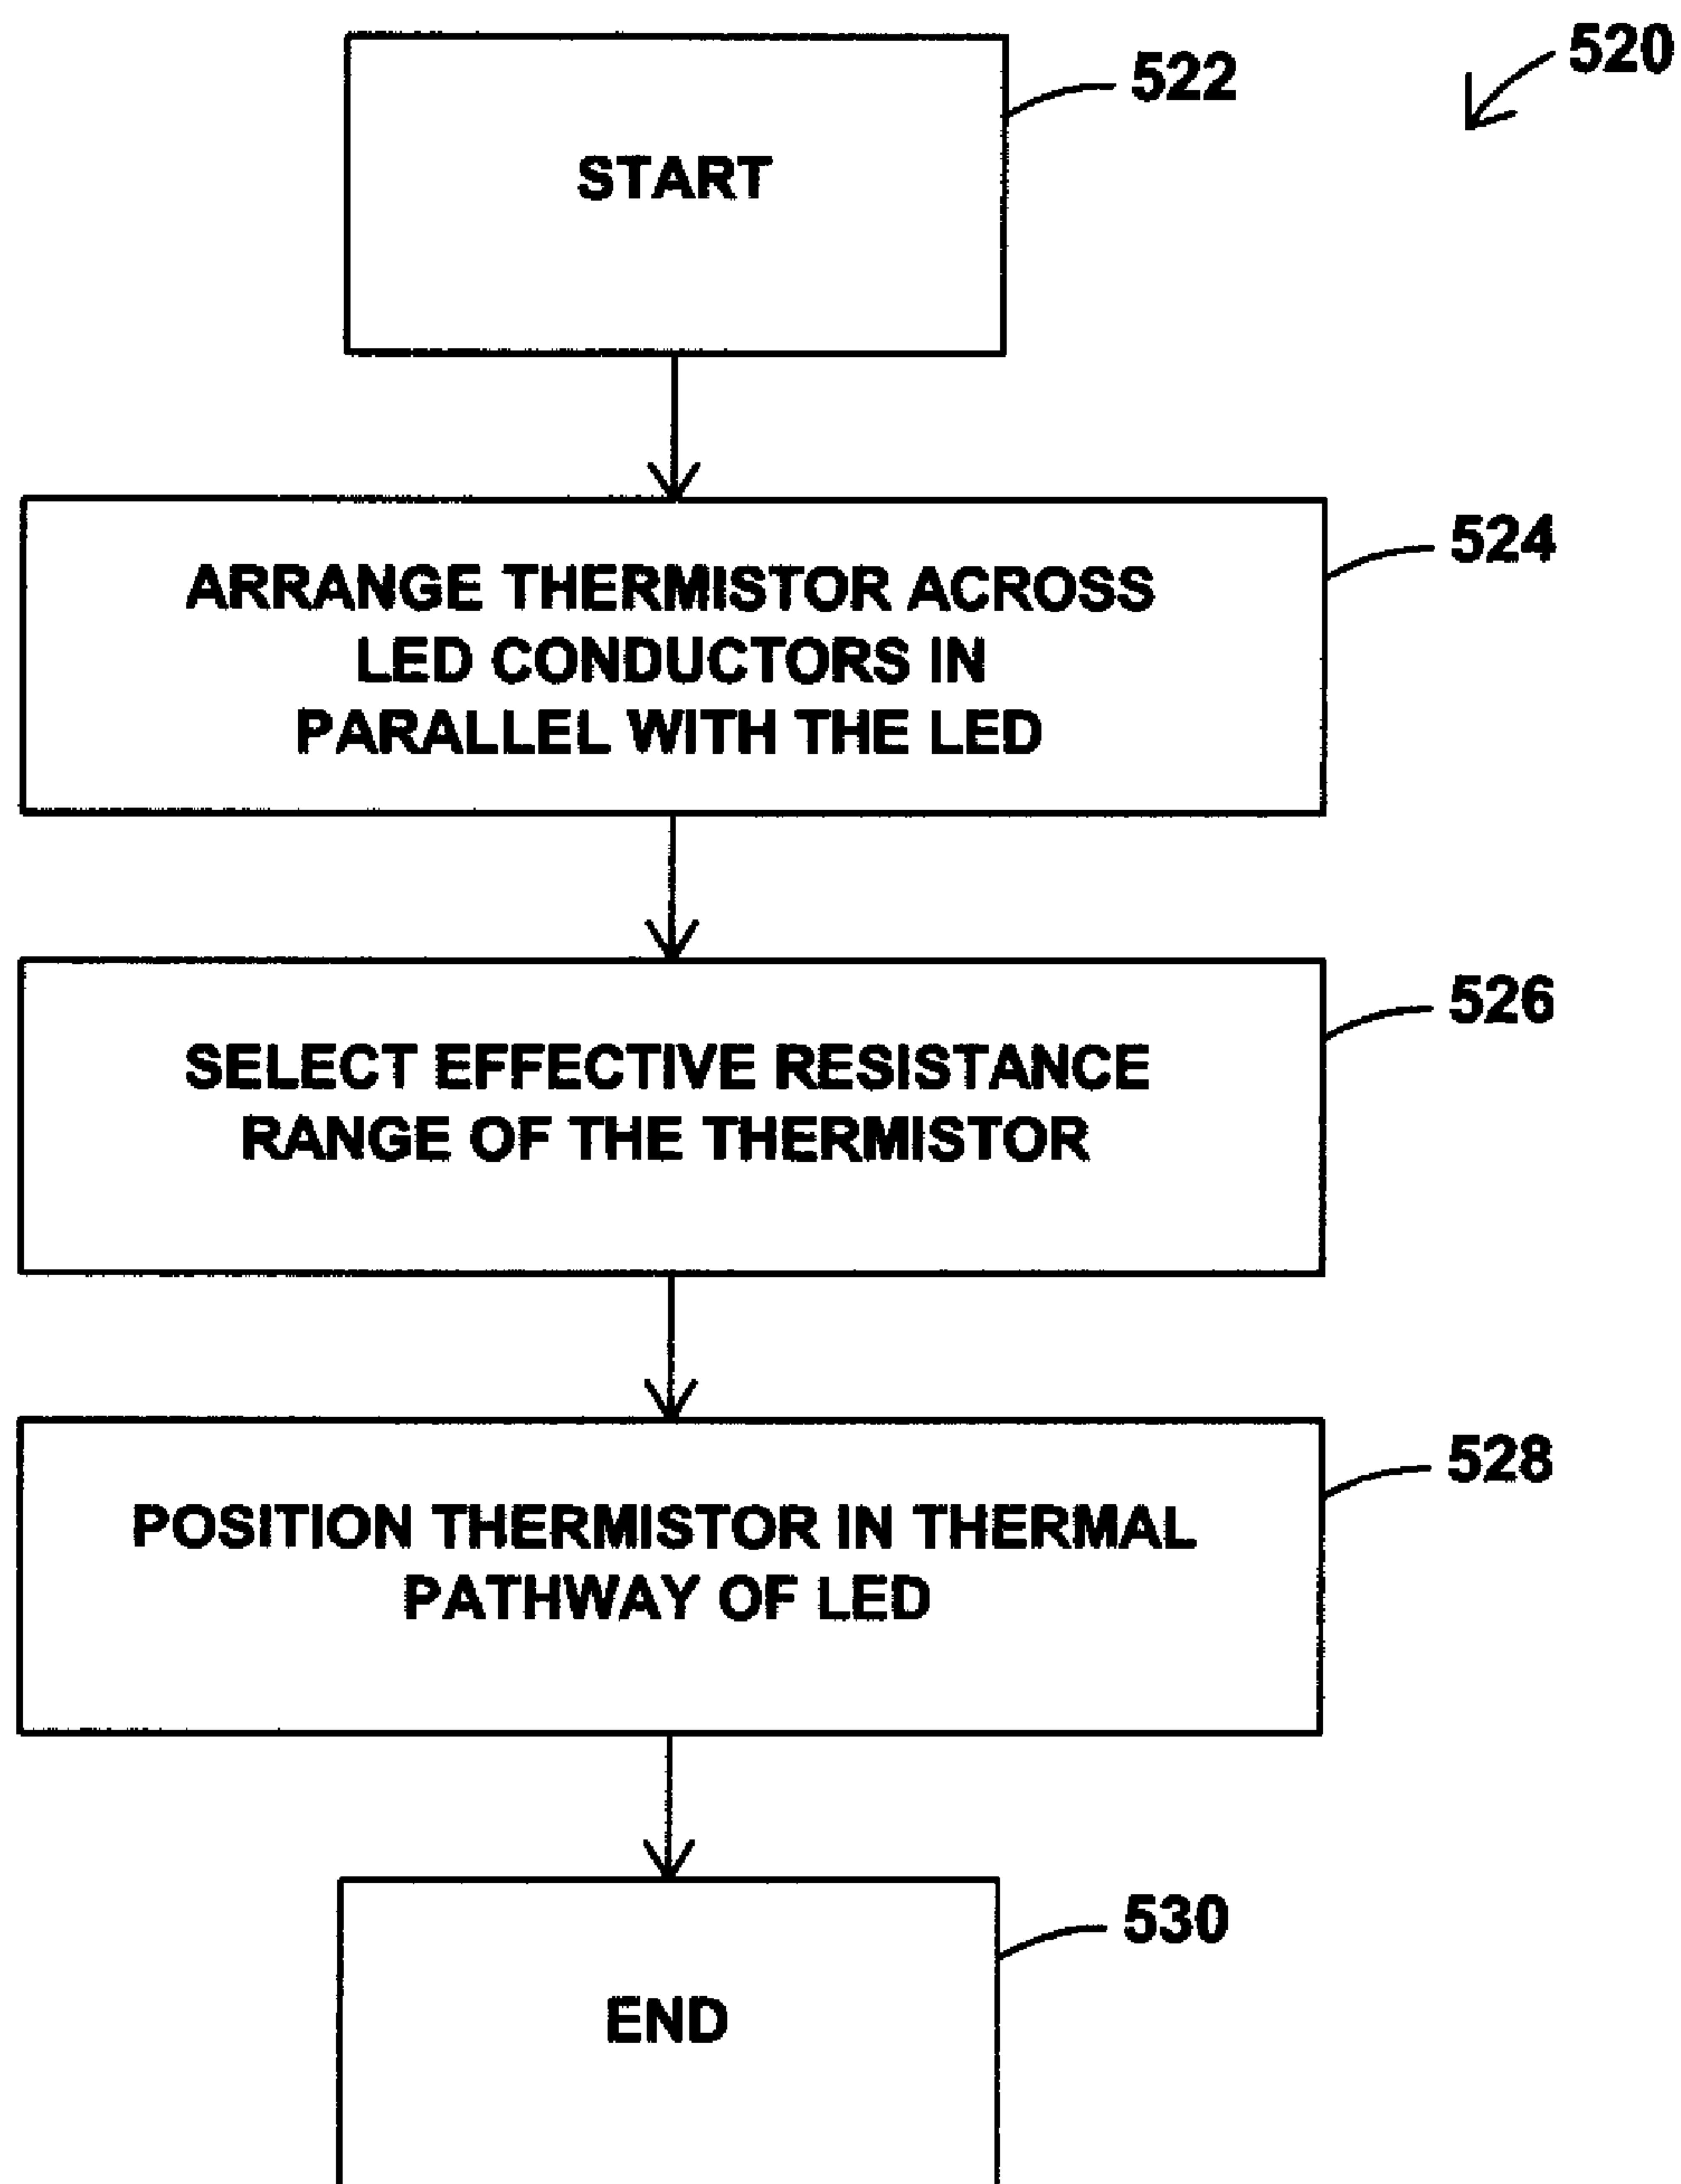 520
522
START
524
ARRANGE THERMISTOR ACROSS
LED CONDUCTORS IN
PARALLEL WITH THE LED
526
SELECT EFFECTIVE RESISTANCE
RANGE OF THE THERMISTOR
528
POSITION THERMISTOR IN THERMAL
PATHWAY OF LED
530
END